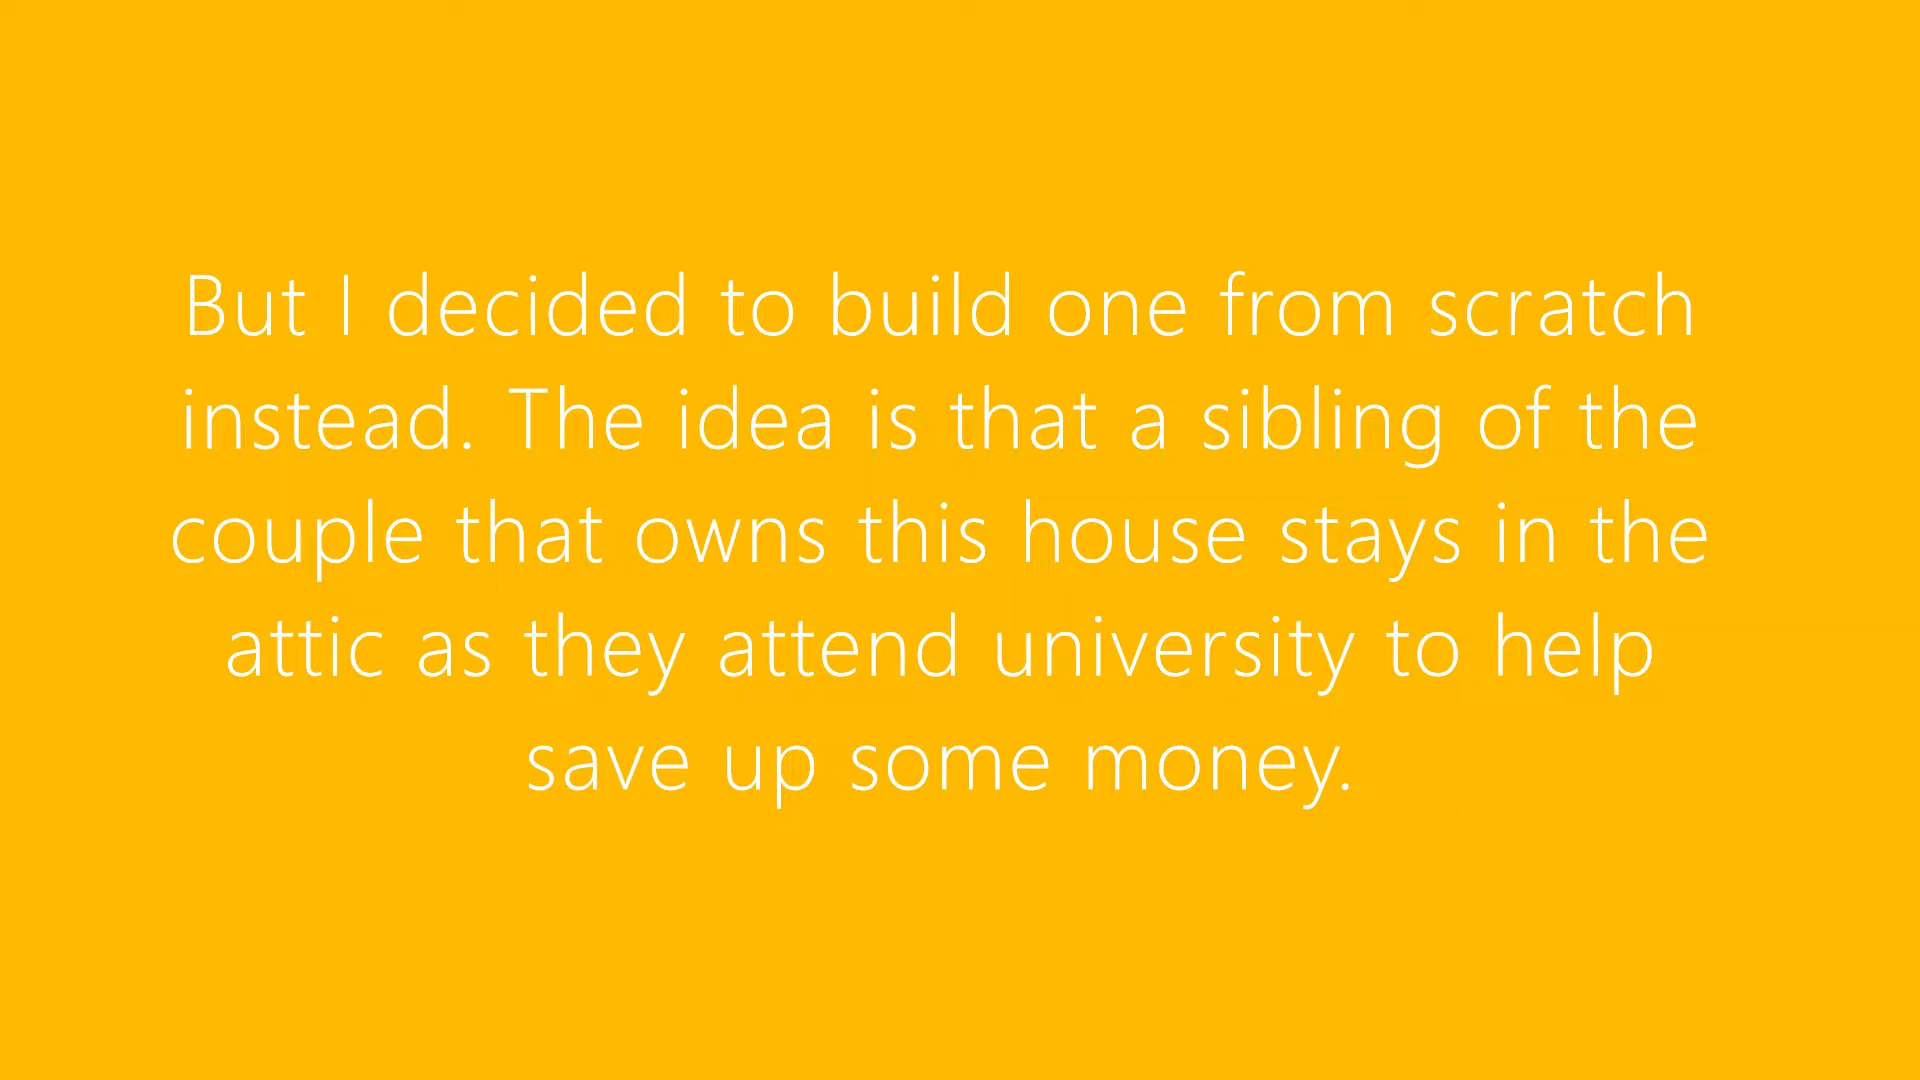 But I decided to build one from scratch
instead. The idea is that a sibling of the
couple that owns this house stays in the
attic as they attend university to help
save up some money.